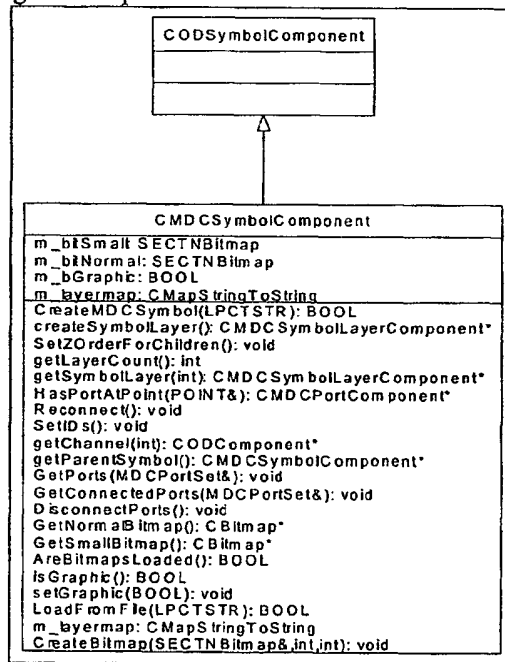 CODSymbolComponent
CMDCSymbolComponent
m_bitSmall: SECTNBitmap
m_bitNormal: SECTNBitmap
m_bGraphic: BOOL
m_layermap: CMapStringToString
CreateMDCSymbol(LPCTSTR): BOOL
createSymbolLayer(): CMDCSymbolLayerComponent*
SetZOrderForChildren(): void
getLayerCount(): int
getSymbolLayer(int): CMDCSymbolLayerComponent*
HasPortAtPoint(POINT&): CMDCPortComponent*
Reconnect(): void
SetIDs(): void
getChannel(int): CODComponent*
getParentSymbol(): CMDCSymbolComponent*
GetPorts(MDCPortSet&): void
GetConnectedPorts(MDCPortSet&): void
DisconnectPorts(): void
GetNormalBitmap(): CBitmap*
GetSmallBitmap(): CBitmap*
AreBitmapsLoaded(): BOOL
isGraphic(): BOOL
setGraphic(BOOL): void
LoadFromFile(LPCTSTR): BOOL
m_layermap: CMapStringToString
CreateBitmap(SECTNBitmap&,int,int): void